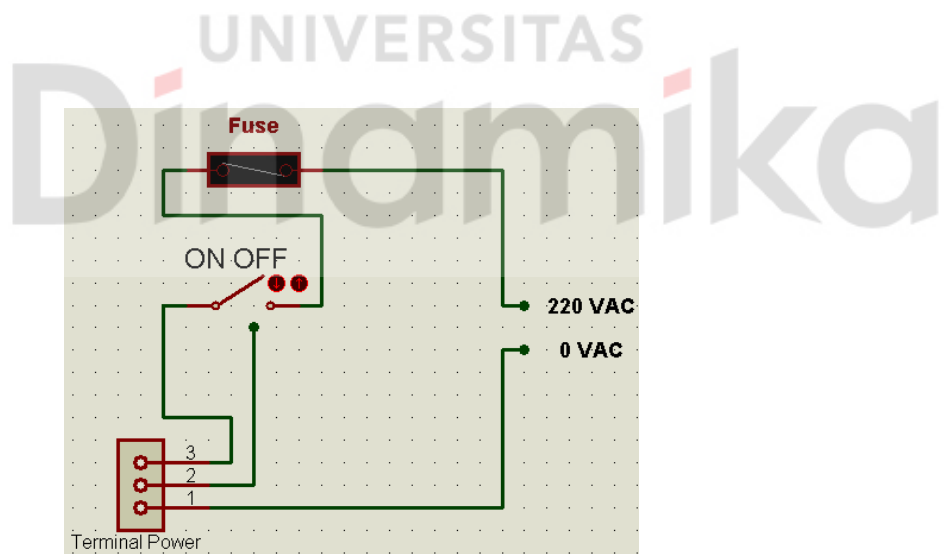 UNIVERSITAS
Dinamika
Fuse
ON OFF
220 VAC
0 VAC
3
2
1
Terminal Power